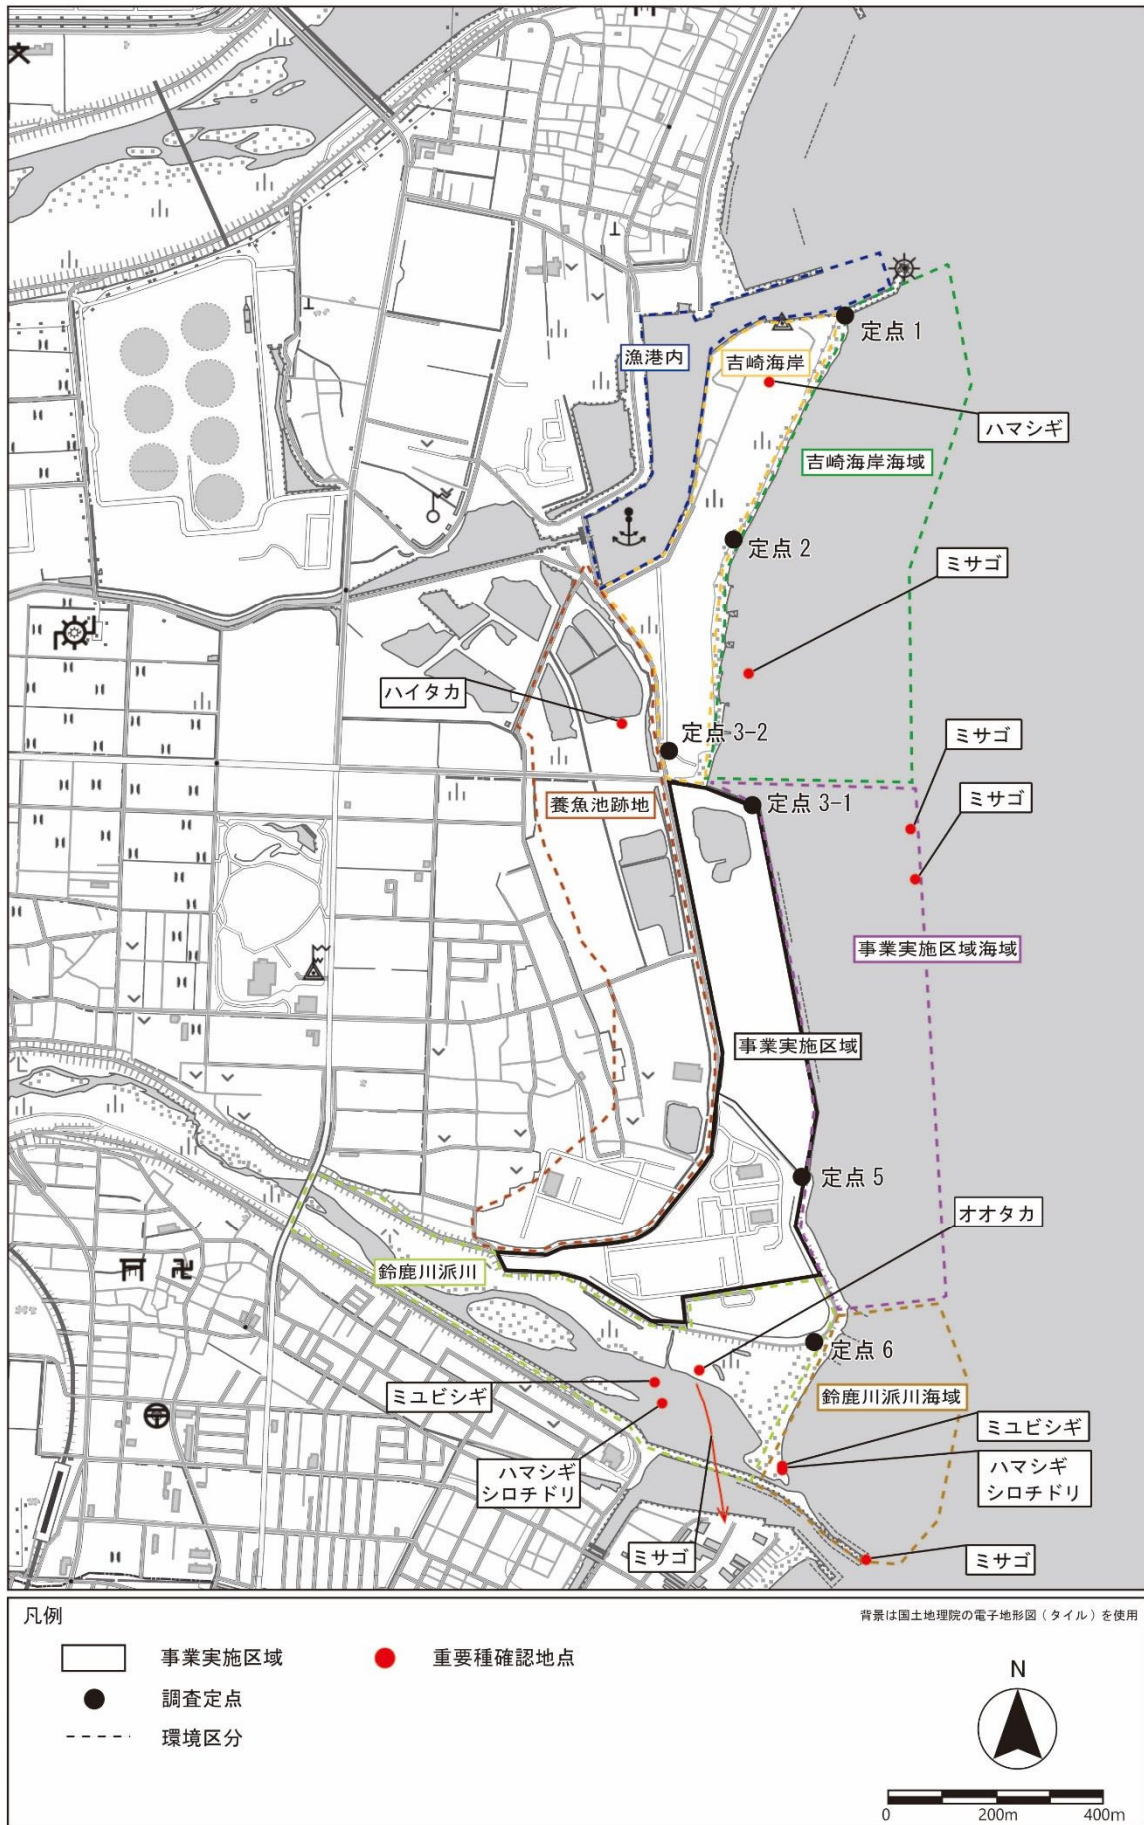 定点 1
漁港内
吉崎海岸
ハマシギ
吉崎海岸海域
定点 2
ミサゴ
ハイタカ
定点 3-2
ミサゴ
ミサゴ
養魚池跡地
定点 3-1
事業実施区域海域
事業実施区域
定点 5
オオタカ
鈴鹿川派川
定点 6
ミユビシギ
鈴鹿川派川海域
ミユビシギ
ハマシギ
シロチドリ
ハマシギ
シロチドリ
ミサゴ
ミサゴ
凡例
背景は国土地理院の電子地形図（タイル）を使用
事業実施区域
重要種確認地点
調査定点
環境区分
N
0 200m 400m